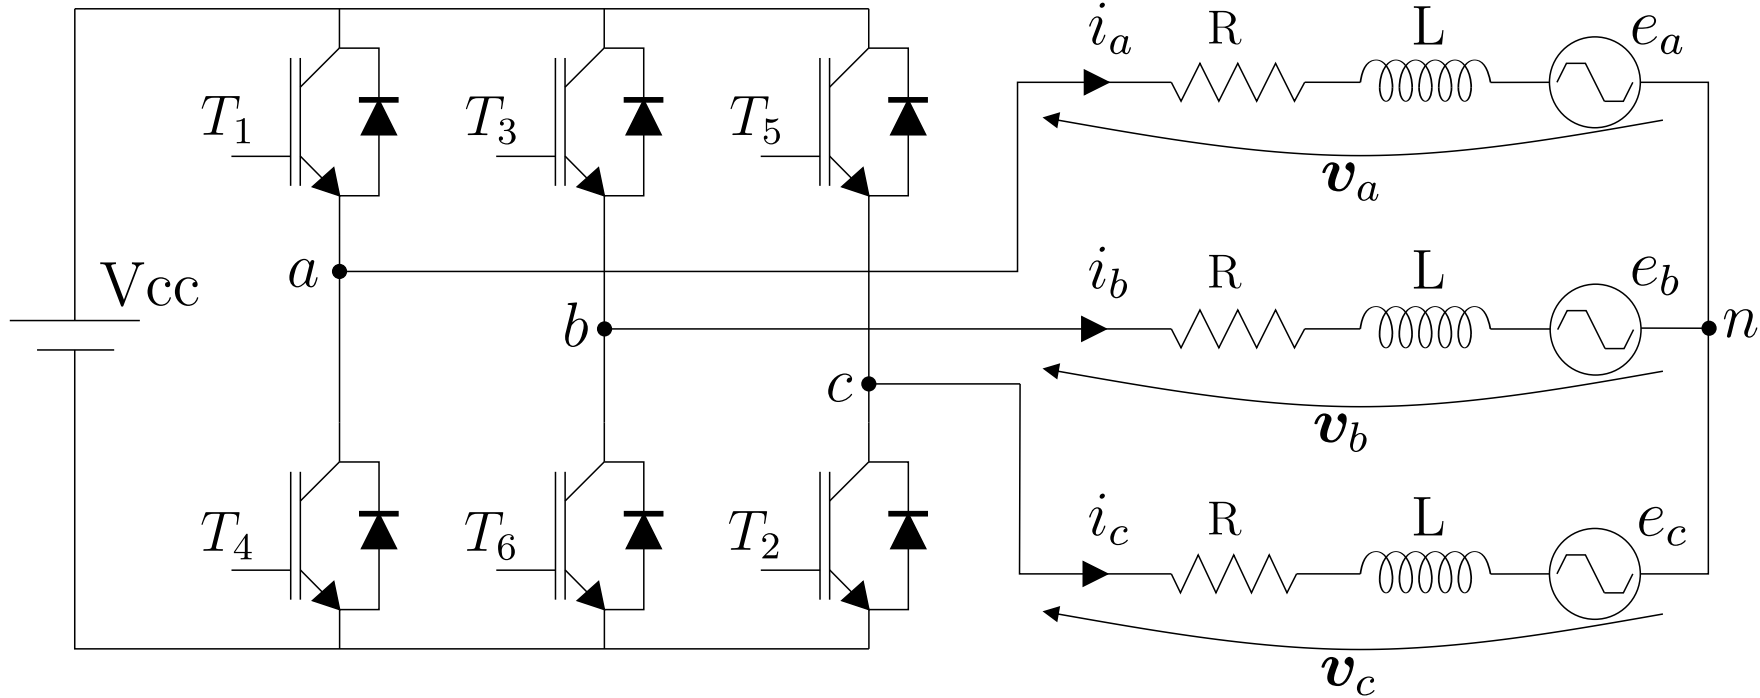 i_a R L e_a
T_1 T_3 T_5
v_a
Vcc a
i_b R L e_b
b n
c
v_b
i_c R L e_c
T_4 T_6 T_2
v_c